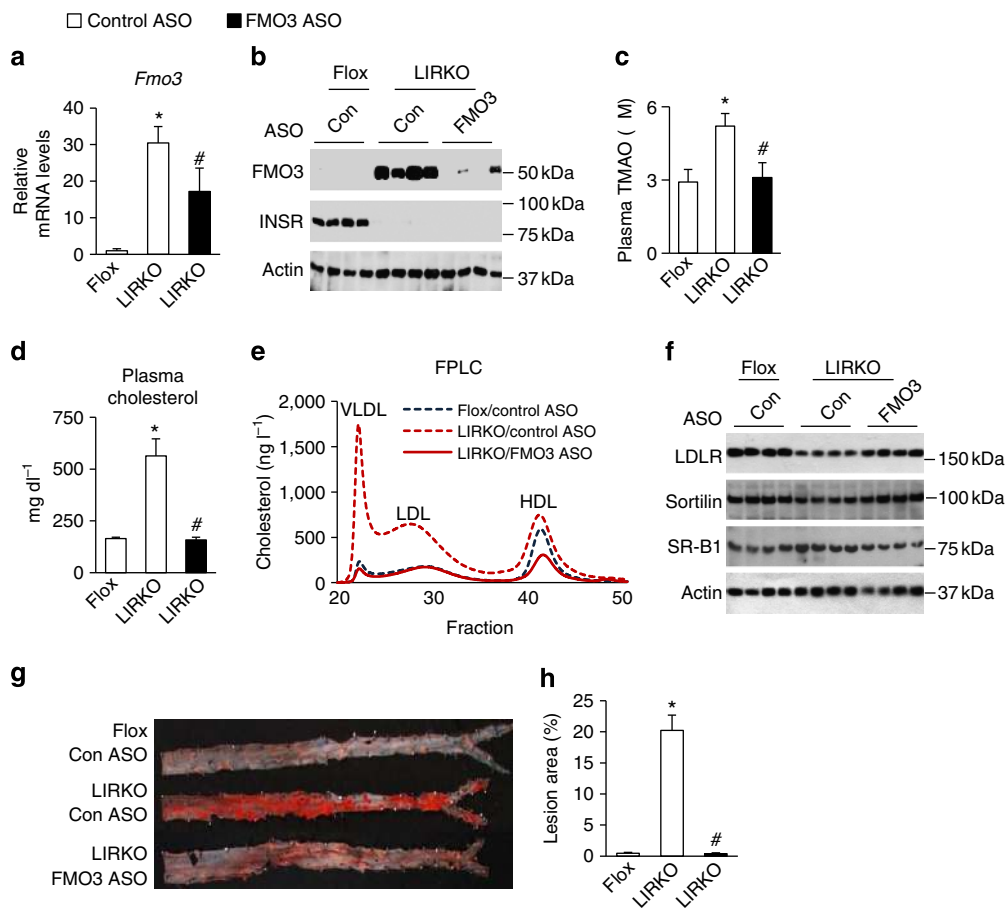 Control ASO FMO3 ASO
a
Fmo3
Relative
mRNA levels
40
30
20
10
0
*
#
Flox
LIRKO
LIRKO
b
Flox LIRKO
ASO Con Con FMO3
FMO3
50 kDa
100 kDa
INSR
75 kDa
Actin
37 kDa
c
Plasma TMAO ( M)
6
3
0
*
#
Flox
LIRKO
LIRKO
d
Plasma
cholesterol
mg dl−1
750
500
250
0
*
#
Flox
LIRKO
LIRKO
e
FPLC
Cholesterol (ng l−1)
2,000
1,500
1,000
500
0
VLDL
LDL
HDL
Flox/control ASO
LIRKO/control ASO
LIRKO/FMO3 ASO
20 30 40 50
Fraction
f
Flox LIRKO
ASO Con Con FMO3
LDLR
150 kDa
Sortilin
100 kDa
SR-B1
75 kDa
Actin
37 kDa
g
Flox
Con ASO
LIRKO
Con ASO
LIRKO
FMO3 ASO
h
Lesion area (%)
25
20
15
10
5
0
*
#
Flox
LIRKO
LIRKO